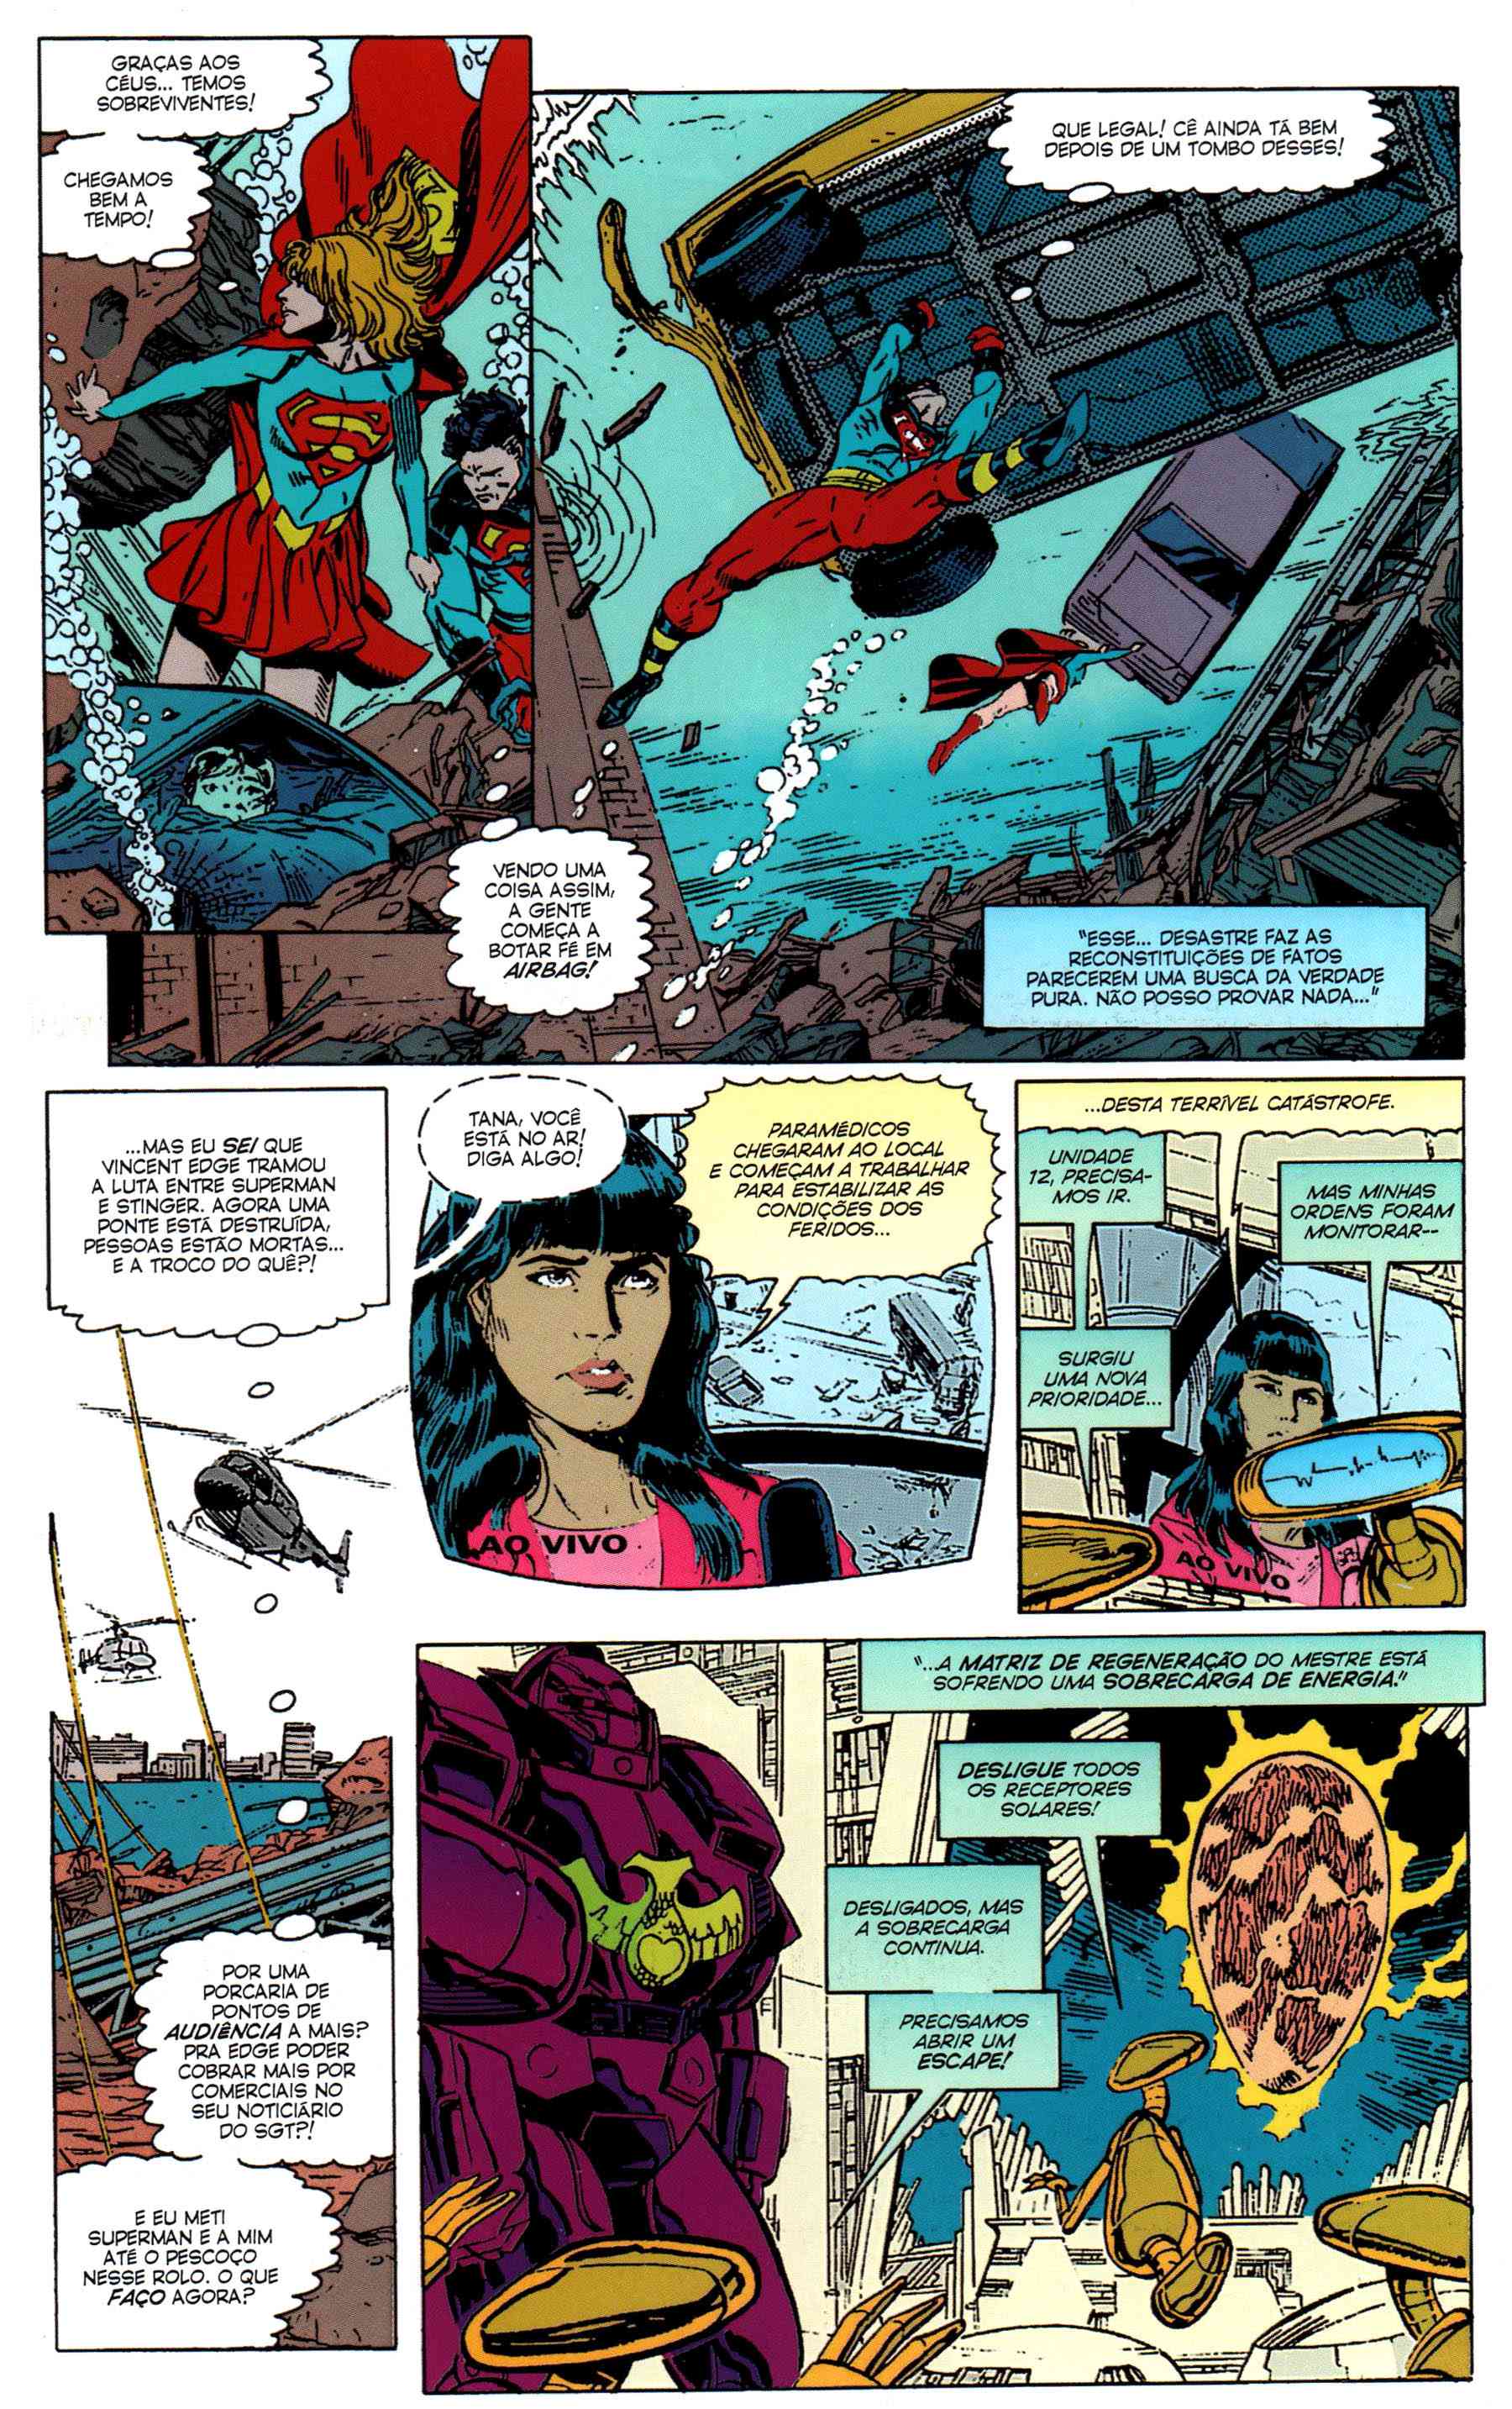 GRAÇAS AOS
CÉUS... TEMOS
SOBREVIVENTES!
CHEGAMOS
BEM A
TEMPO!
QUE LEGAL! CÊ AINDA TÁ BEM
DEPOIS DE UM TOMBO DESSES!
VENDO UMA
COISA ASSIM,
A GENTE
COMEÇA A
BOTAR FÉ EM
AIRBAG!
"ESSE... DESASTRE FAZ AS
RECONSTITUIÇÕES DE FATOS
PARECEREM UMA BUSCA DA VERDADE
PURA. NÃO POSSO PROVAR NADA..."
...MAS EU SEI QUE
VINCENT EDGE TRAMOU
A LUTA ENTRE SUPERMAN
E STINGER. AGORA UMA
PONTE ESTÁ DESTRUÍDA,
PESSOAS ESTÃO MORTAS...
E A TROCO DO QUÊ?!
POR UMA
PORCARIA DE
PONTOS DE
AUDIÊNCIA A MAIS?
PRA EDGE PODER
COBRAR MAIS POR
COMERCIAIS NO
SEU NOTICIÁRIO
DO SGT?!
E EU METI
SUPERMAN E A MIM
ATÉ O PESCOÇO
NESSE ROLO. O QUE
FAÇO AGORA?
TANA, VOCÊ
ESTÁ NO AR!
DIGA ALGO!
PARAMÉDICOS
CHEGARAM AO LOCAL
E COMEÇAM A TRABALHAR
PARA ESTABILIZAR AS
CONDIÇÕES DOS
FERIDOS...
AO VIVO
...DESTA TERRÍVEL CATÁSTROFE.
UNIDADE
12, PRECISA-
MOS IR.
MAS MINHAS
ORDENS FORAM
MONITORAR--
SURGIU
UMA NOVA
PRIORIDADE...
AO VIVO
"...A MATRIZ DE REGENERAÇÃO DO MESTRE ESTÁ
SOFRENDO UMA SOBRECARGA DE ENERGIA."
DESLIGUE TODOS
OS RECEPTORES
SOLARES!
DESLIGADOS, MAS
A SOBRECARGA
CONTINUA.
PRECISAMOS
ABRIR UM
ESCAPE!